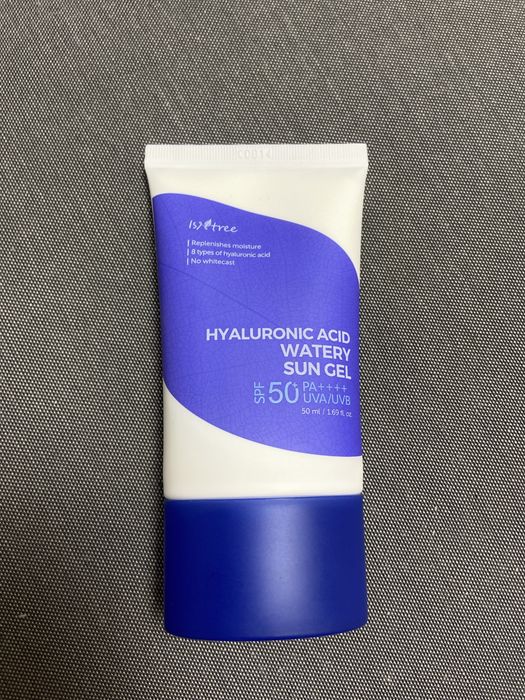 LO014
Isntree
Replenishes moisture
8 types of hyaluronic acid
No whitecast
HYALURONIC ACID
WATERY
SUN GEL
SPF 50+ PA++++
UVA/UVB
50 ml / 1.69 fl. oz.